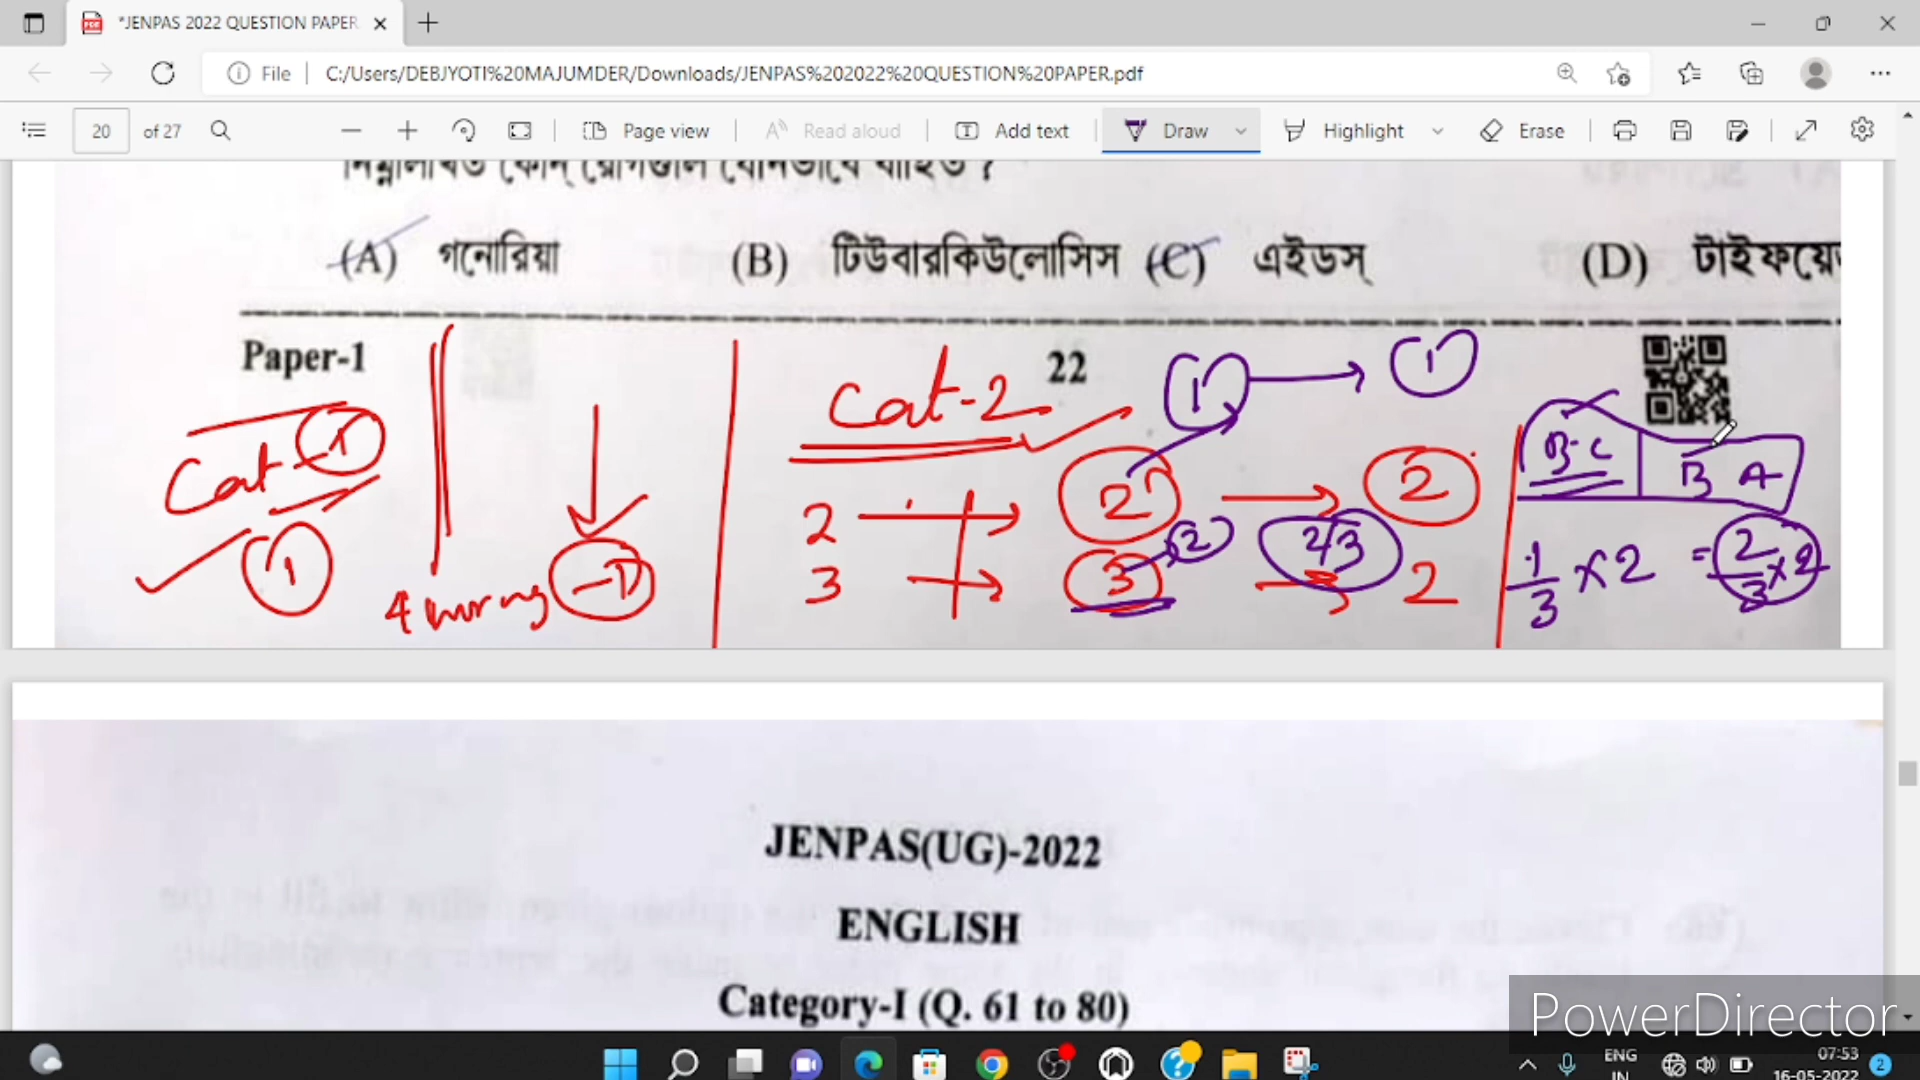 *JENPAS 2022 QUESTION PAPER
File C:/Users/DEBJYOTI%20MAJUMDER/Downloads/JENPAS%202022%20QUESTION%20PAPER.pdf
20 of 27 Page view Read aloud Add text Draw Highlight Erase
নিম্নলিখিত কোন্ রোগগুলি যৌনভাবে বাহিত ?
(A) গনোরিয়া (B) টিউবারকিউলোসিস (C) এইডস্ (D)
Paper-1 22
Cat-2 1 → 1
Cat-1 B-C B A
1 2 → 2 → 2
3 → 3 2 2/3 2
1/3 × 2 = 2/3 × 2
-1
JENPAS(UG)-2022
ENGLISH
Category-I (Q. 61 to 80)
PowerDirector
ENG 07:53
IN 16-05-2022 2